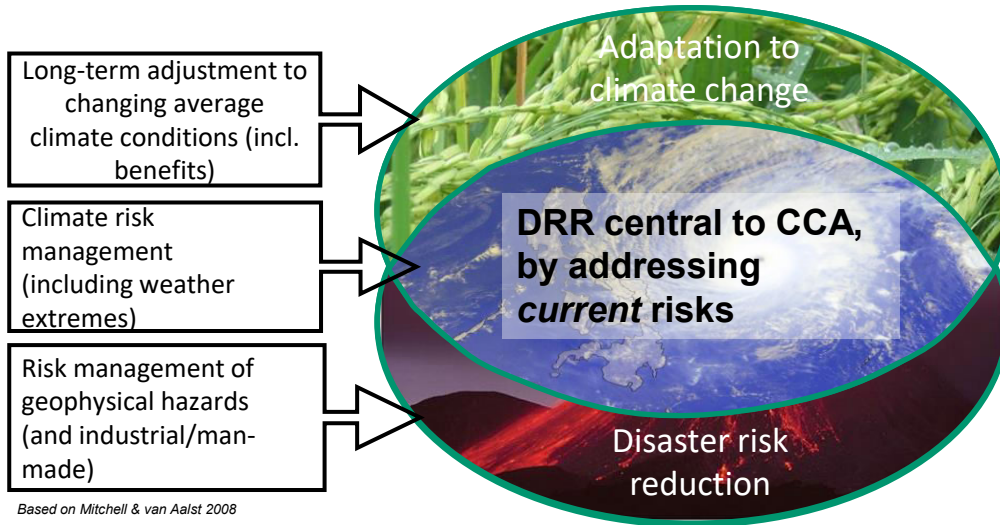 Long-term adjustment to
changing average
climate conditions (incl.
benefits)
Climate risk
management
(including weather
extremes)
Risk management of
geophysical hazards
(and industrial/man-
made)
Based on Mitchell & van Aalst 2008
Adaptation to
climate change
DRR central to CCA,
by addressing
current risks
Disaster risk
reduction